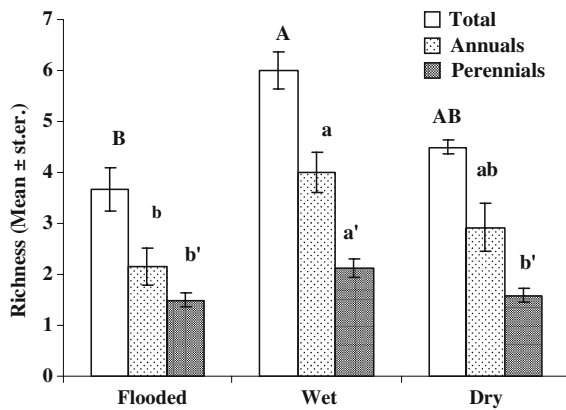 Richness (Mean ± st.er.)
7
6
5
4
3
2
1
0
Total
Annuals
Perennials
B
b
b'
A
a
a'
AB
ab
b'
Flooded
Wet
Dry